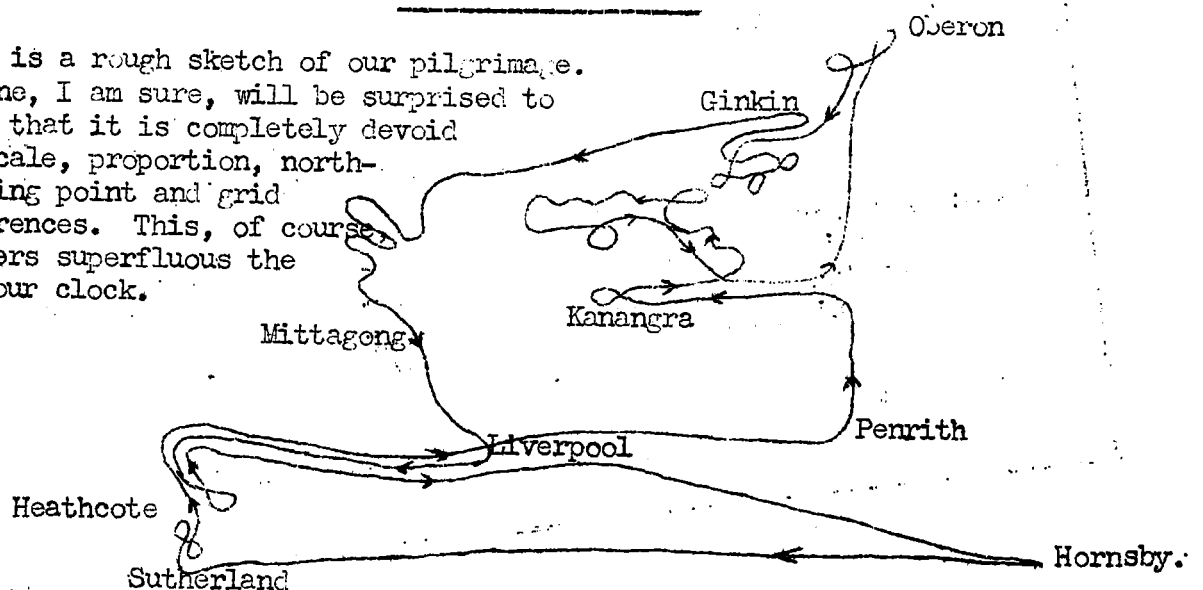 Oberon
is a rough sketch of our pilgrimage.
ne, I am sure, will be surprised to
that it is completely devoid
cale, proportion, north-
ing point and grid
rences. This, of course,
ers superfluous the
our clock.
Ginkin
Kanangra
Mittagong
Liverpool
Penrith
Heathcote
Sutherland
Hornsby.